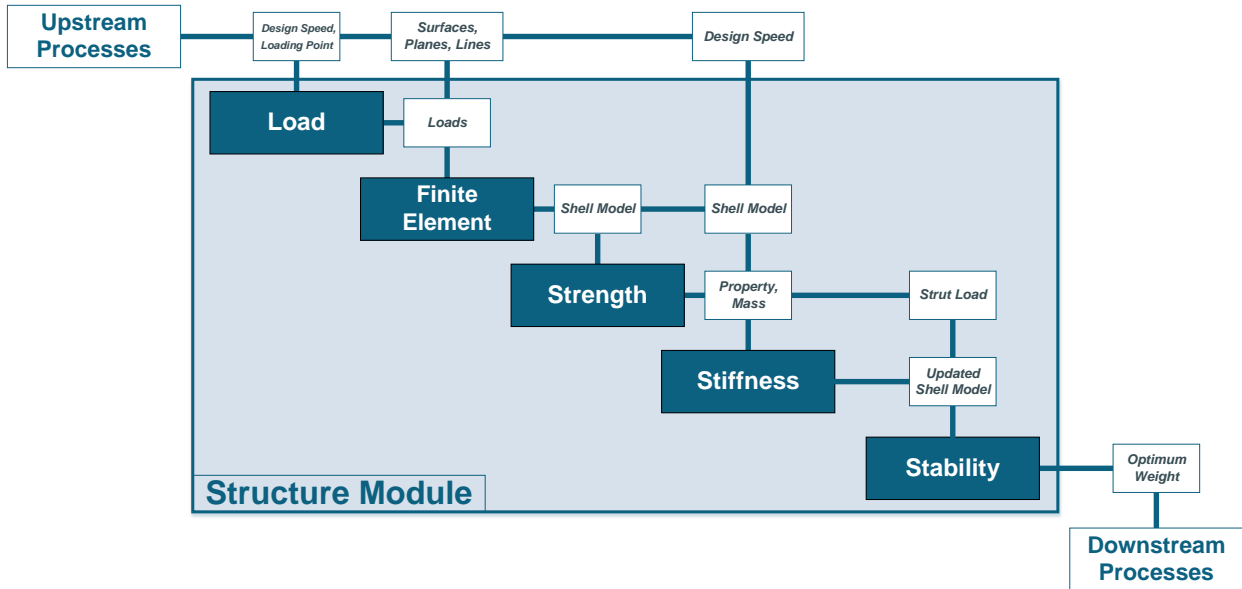 Upstream
Processes
Design Speed,
Loading Point
Surfaces,
Planes, Lines
Design Speed
Load
Loads
Finite
Element
Shell Model
Shell Model
Strength
Property,
Mass
Strut Load
Stiffness
Updated
Shell Model
Stability
Optimum
Weight
Structure Module
Downstream
Processes